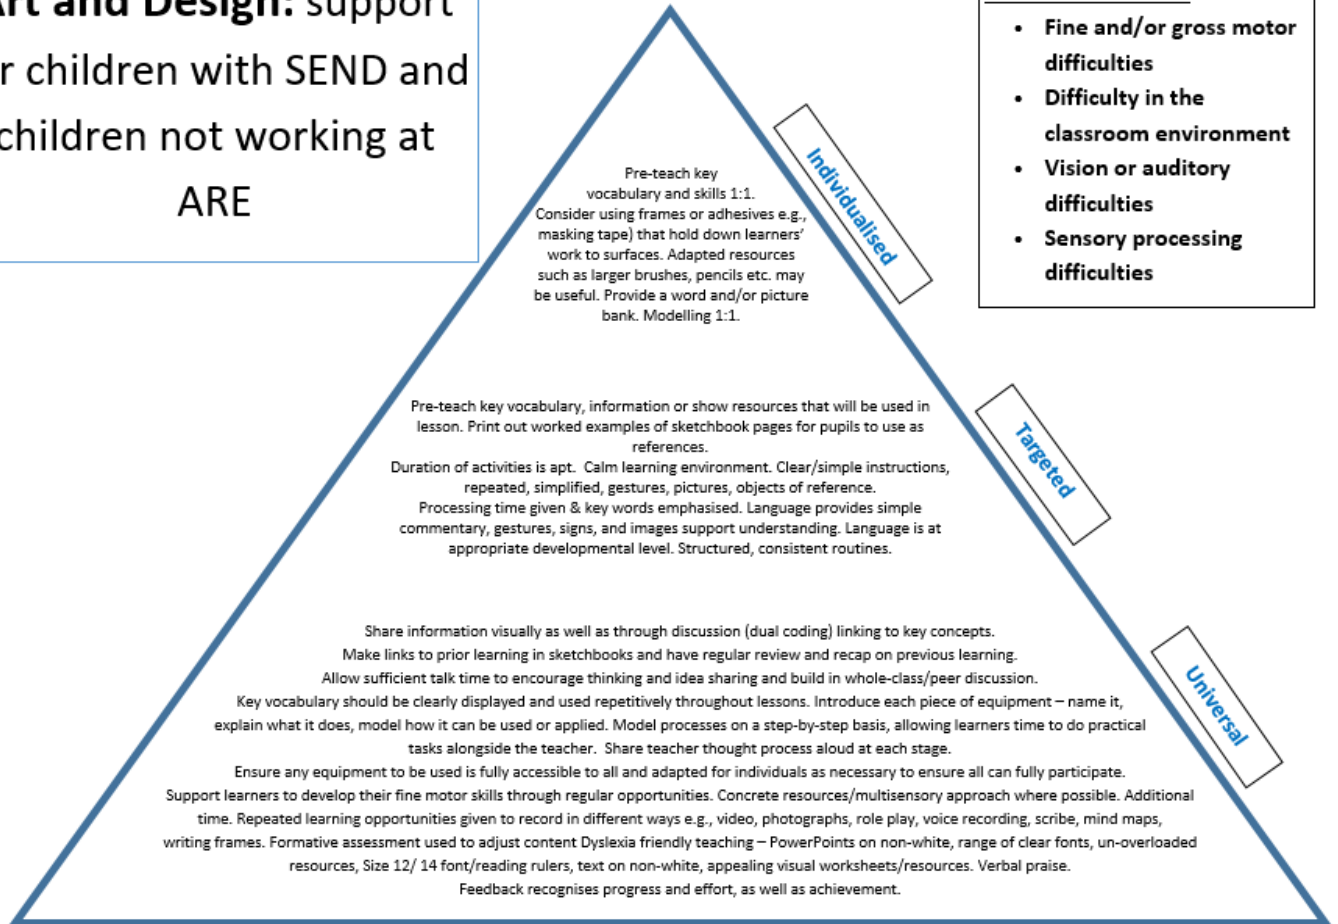 Art and Design: support
r children with SEND and
children not working at
ARE
• Fine and/or gross motor
difficulties
• Difficulty in the
classroom environment
• Vision or auditory
difficulties
• Sensory processing
difficulties
Individualised
Pre-teach key
vocabulary and skills 1:1.
Consider using frames or adhesives e.g.,
masking tape) that hold down learners’
work to surfaces. Adapted resources
such as larger brushes, pencils etc. may
be useful. Provide a word and/or picture
bank. Modelling 1:1.
Targeted
Pre-teach key vocabulary, information or show resources that will be used in
lesson. Print out worked examples of sketchbook pages for pupils to use as
references.
Duration of activities is apt.  Calm learning environment. Clear/simple instructions,
repeated, simplified, gestures, pictures, objects of reference.
Processing time given & key words emphasised. Language provides simple
commentary, gestures, signs, and images support understanding. Language is at
appropriate developmental level. Structured, consistent routines.
Universal
Share information visually as well as through discussion (dual coding) linking to key concepts.
Make links to prior learning in sketchbooks and have regular review and recap on previous learning.
Allow sufficient talk time to encourage thinking and idea sharing and build in whole-class/peer discussion.
Key vocabulary should be clearly displayed and used repetitively throughout lessons. Introduce each piece of equipment – name it,
explain what it does, model how it can be used or applied. Model processes on a step-by-step basis, allowing learners time to do practical
tasks alongside the teacher.  Share teacher thought process aloud at each stage.
Ensure any equipment to be used is fully accessible to all and adapted for individuals as necessary to ensure all can fully participate.
Support learners to develop their fine motor skills through regular opportunities. Concrete resources/multisensory approach where possible. Additional
time. Repeated learning opportunities given to record in different ways e.g., video, photographs, role play, voice recording, scribe, mind maps,
writing frames. Formative assessment used to adjust content Dyslexia friendly teaching – PowerPoints on non-white, range of clear fonts, un-overloaded
resources, Size 12/ 14 font/reading rulers, text on non-white, appealing visual worksheets/resources. Verbal praise.
Feedback recognises progress and effort, as well as achievement.